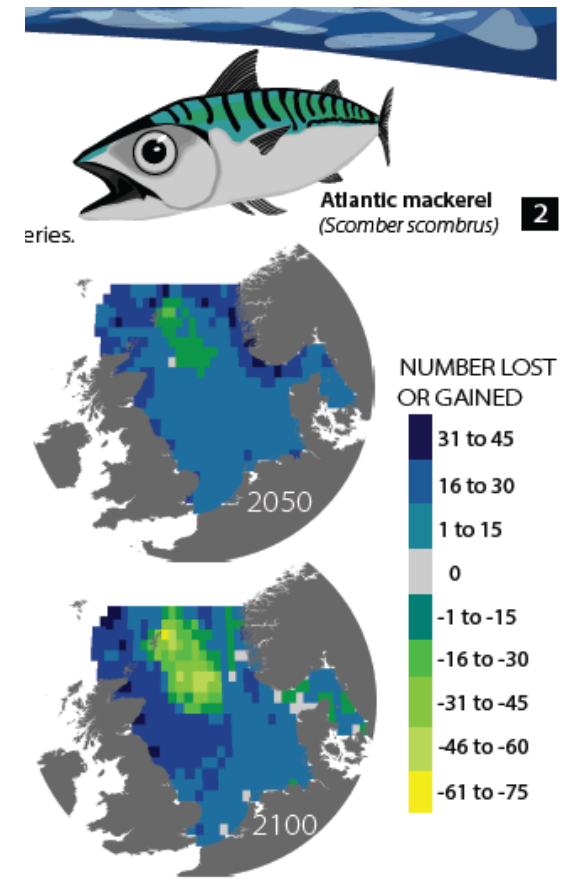 Atlantic mackerel
(Scomber scombrus)
2
eries.
NUMBER LOST
OR GAINED
31 to 45
16 to 30
1 to 15
0
-1 to -15
-16 to -30
-31 to -45
-46 to -60
-61 to -75
2050
2100